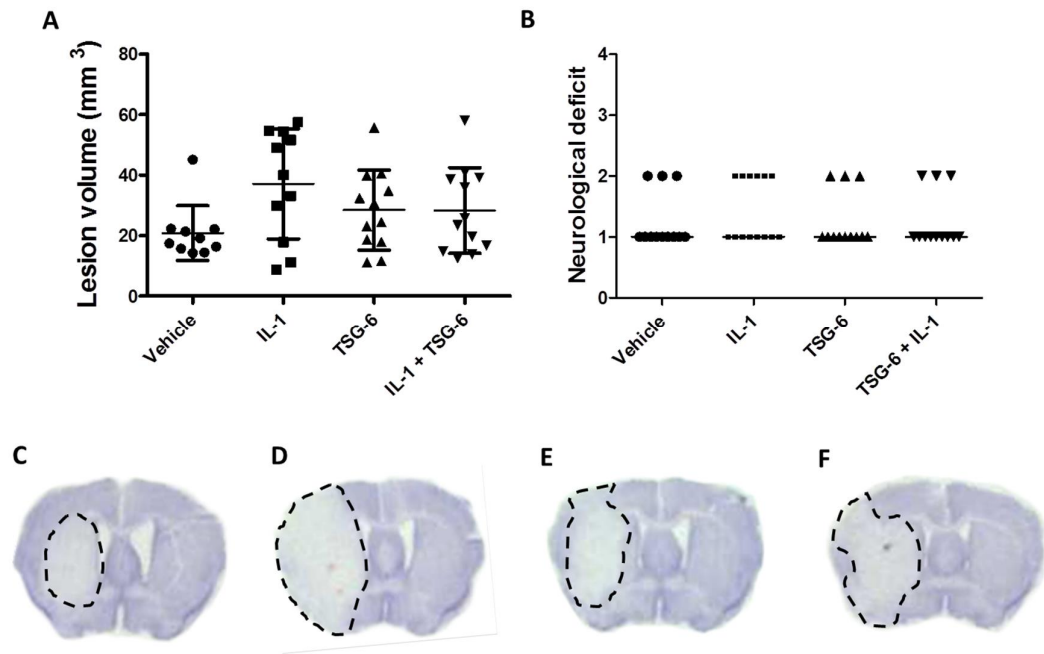 A
Lesion volume (mm 3)
80
60
40
20
0
Vehicle
IL-1
TSG-6
IL-1 + TSG-6
B
Neurological deficit
4
3
2
1
0
Vehicle
IL-1
TSG-6
TSG-6 + IL-1
C
D
E
F